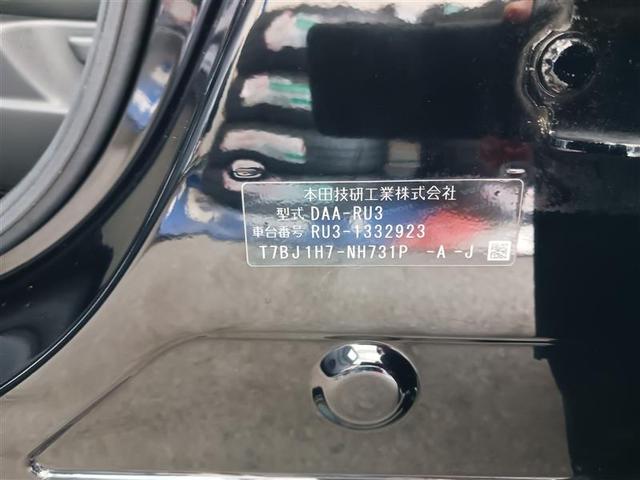 本田技研工業株式会社
型式 DAA-RU3
車台番号 RU3-1332923
T7BJ1H7-NH731P -A -J